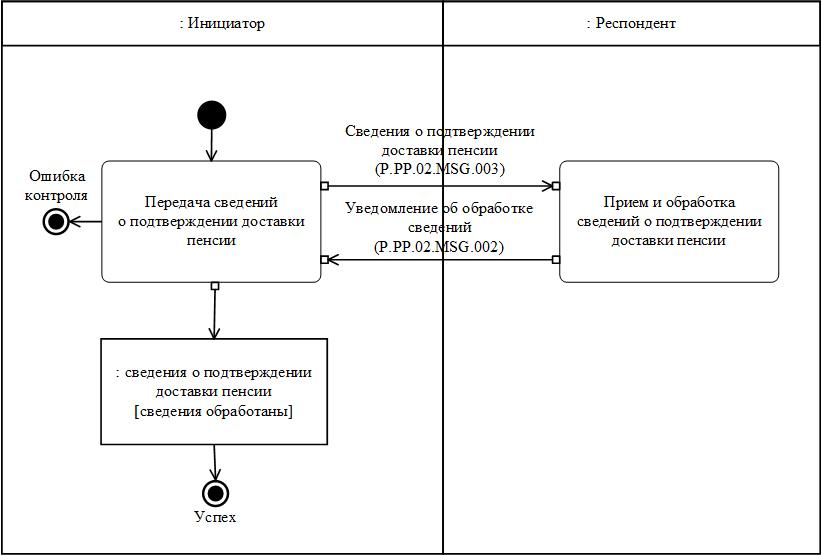 : Инициатор
: Респондент
Сведения о подтверждении
доставки пенсии
(P.PP.02.MSG.003)
Ошибка
контроля
Передача сведений
о подтверждении доставки
пенсии
Уведомление об обработке
сведений
(P.PP.02.MSG.002)
Прием и обработка
сведений о подтверждении
доставки пенсии
: сведения о подтверждении
доставки пенсии
[сведения обработаны]
Успех